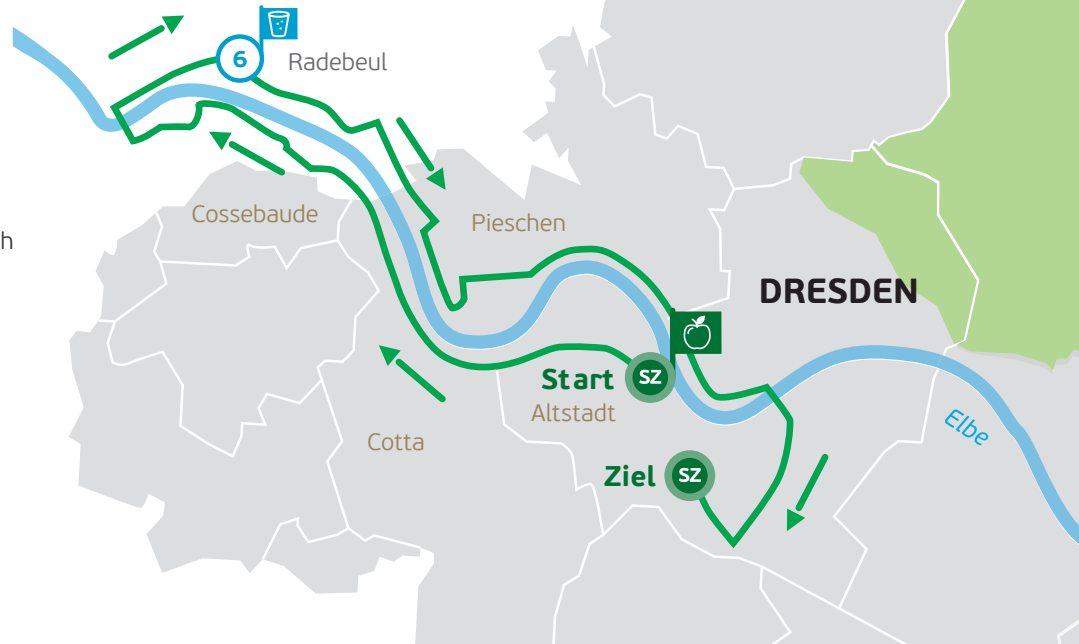 6
Radebeul
Cossebaude
Pieschen
h
DRESDEN
Start
SZ
Altstadt
Elbe
Cotta
Ziel
SZ